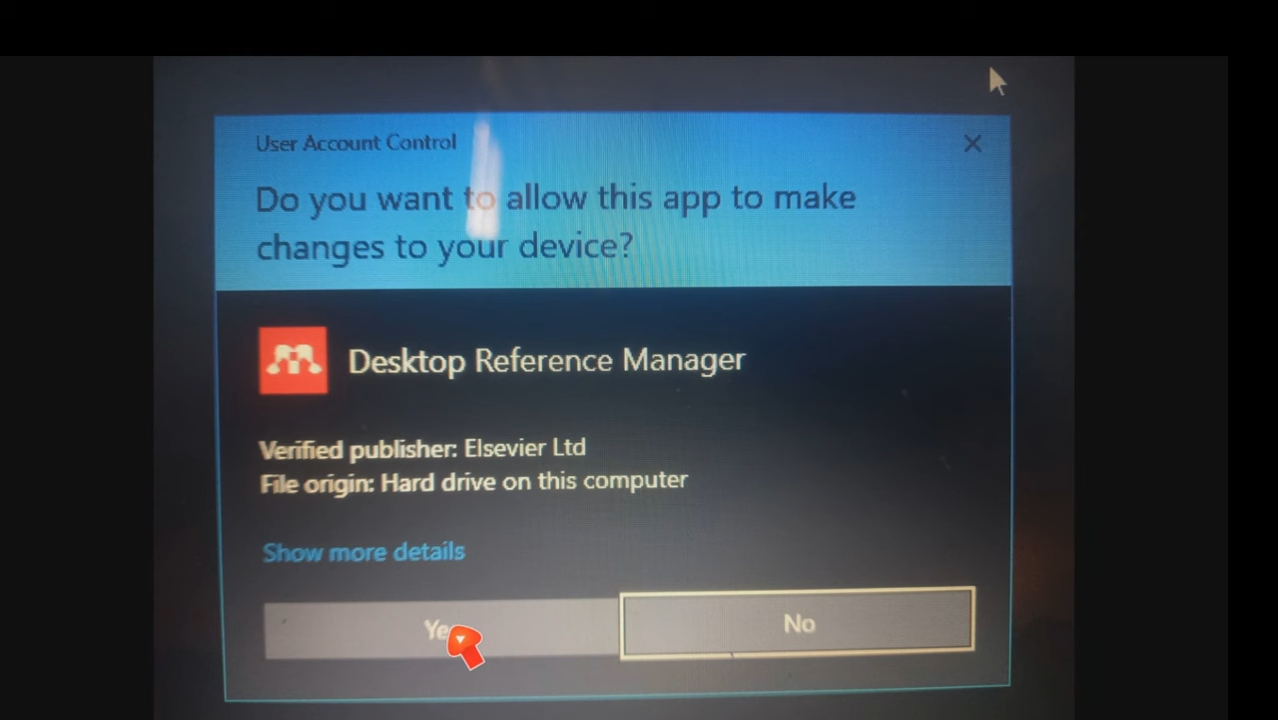 User Account Control
Do you want to allow this app to make
changes to your device?
Desktop Reference Manager
Verified publisher: Elsevier Ltd
File origin: Hard drive on this computer
Show more details
Ye
No